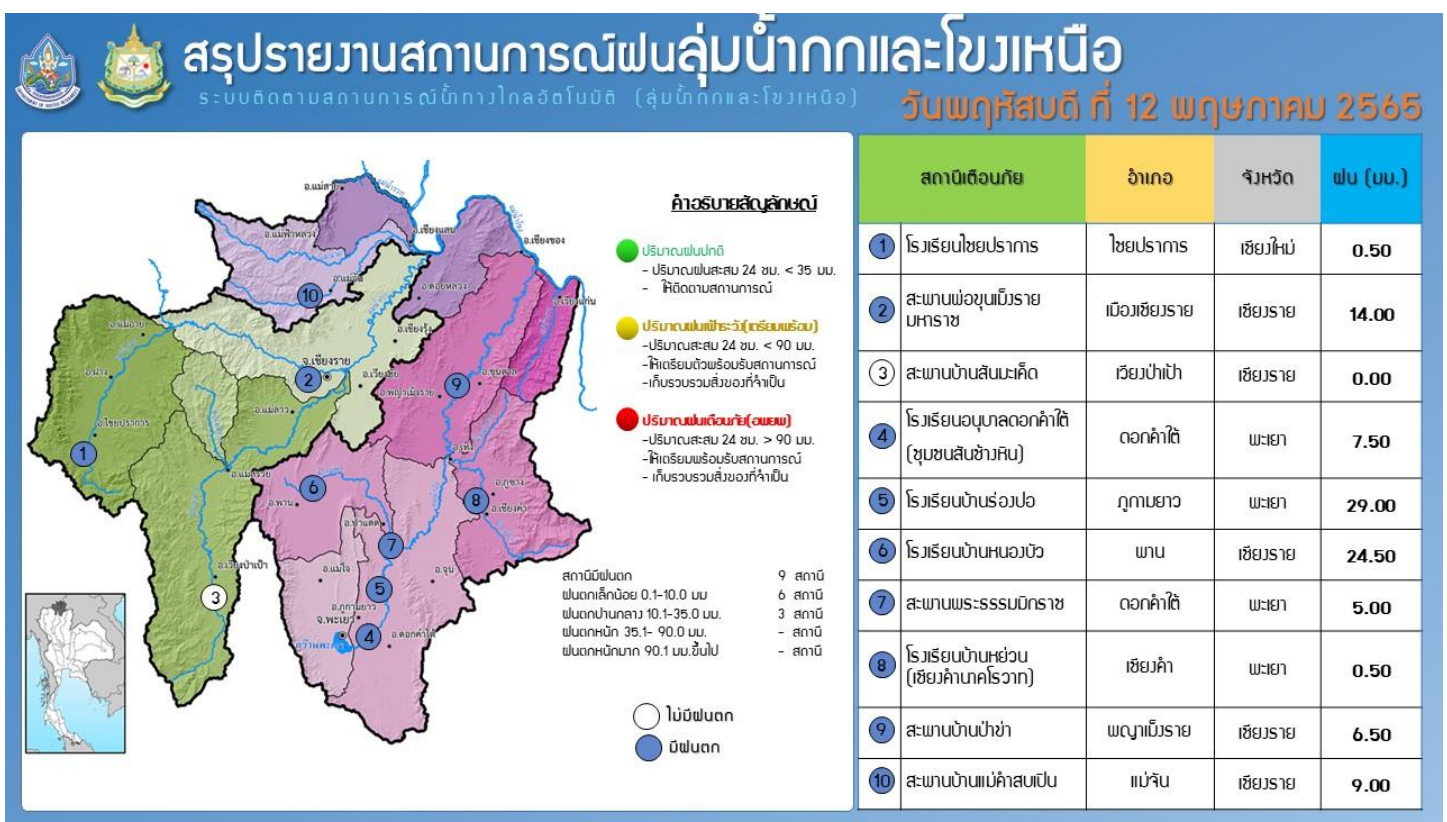 สรุปรายงานสถานการณ์ฝนลุ่มน้ำกกและโขงเหนือ
ระบบติดตามสถานการณ์น้ำทางไกลอัตโนมัติ (ลุ่มน้ำกกและโขงเหนือ)
วันพฤหัสบดี ที่ 12 พฤษภาคม 2565
อ.แม่สาย
อ.แม่ฟ้าหลวง
อ.เชียงแสน
อ.เชียงของ
อ.แม่จัน
อ.ดอยหลวง
อ.เวียงแก่น
10
อ.แม่อาย
อ.เชียงรุ้ง
จ.เชียงราย
2
อ.เวียงชัย
อ.ฝาง
อ.พญาเม็งราย
9
อ.ขุนตาล
อ.แม่ลาว
อ.ไชยปราการ
1
อ.เทิง
อ.แม่สรวย
6
อ.พาน
8
อ.ภูซาง
อ.เชียงคำ
อ.ป่าแดด
7
อ.เวียงป่าเป้า
3
อ.แม่ใจ
5
อ.จุน
อ.ภูกามยาว
จ.พะเยา
4
อ.ดอกคำใต้
กว๊านพะเยา
คำอธิบายสัญลักษณ์
ปริมาณฝนปกติ
- ปริมาณฝนสะสม 24 ชม. < 35 มม.
- ให้ติดตามสถานการณ์
ปริมาณฝนเฝ้าระวัง(เตรียมพร้อม)
-ปริมาณสะสม 24 ชม. < 90 มม.
-ให้เตรียมตัวพร้อมรับสถานการณ์
-เก็บรวบรวมสิ่งของที่จำเป็น
ปริมาณฝนเตือนภัย(อพยพ)
-ปริมาณสะสม 24 ชม. > 90 มม.
-ให้เตรียมพร้อมรับสถานการณ์
- เก็บรวบรวมสิ่งของที่จำเป็น
สถานีมีฝนตก 9 สถานี
ฝนตกเล็กน้อย 0.1-10.0 มม 6 สถานี
ฝนตกปานกลาง 10.1-35.0 มม. 3 สถานี
ฝนตกหนัก 35.1- 90.0 มม. - สถานี
ฝนตกหนักมาก 90.1 มม.ขึ้นไป - สถานี
ไม่มีฝนตก
มีฝนตก
สถานีเตือนภัย อำเภอ จังหวัด ฝน (มม.)
1 โรงเรียนไชยปราการ ไชยปราการ เชียงใหม่ 0.50
2 สะพานพ่อขุนเม็งราย
มหาราช เมืองเชียงราย เชียงราย 14.00
3 สะพานบ้านสันมะเค็ด เวียงป่าเป้า เชียงราย 0.00
4 โรงเรียนอนุบาลดอกคำใต้
(ชุมชนสันช้างหิน) ดอกคำใต้ พะเยา 7.50
5 โรงเรียนบ้านร่องปอ ภูกามยาว พะเยา 29.00
6 โรงเรียนบ้านหนองบัว พาน เชียงราย 24.50
7 สะพานพระธรรมมิกราช ดอกคำใต้ พะเยา 5.00
8 โรงเรียนบ้านหย่วน
(เชียงคำนาคโรวาท) เชียงคำ พะเยา 0.50
9 สะพานบ้านป่าข่า พญาเม็งราย เชียงราย 6.50
10 สะพานบ้านแม่คำสบเปิน แม่จัน เชียงราย 9.00